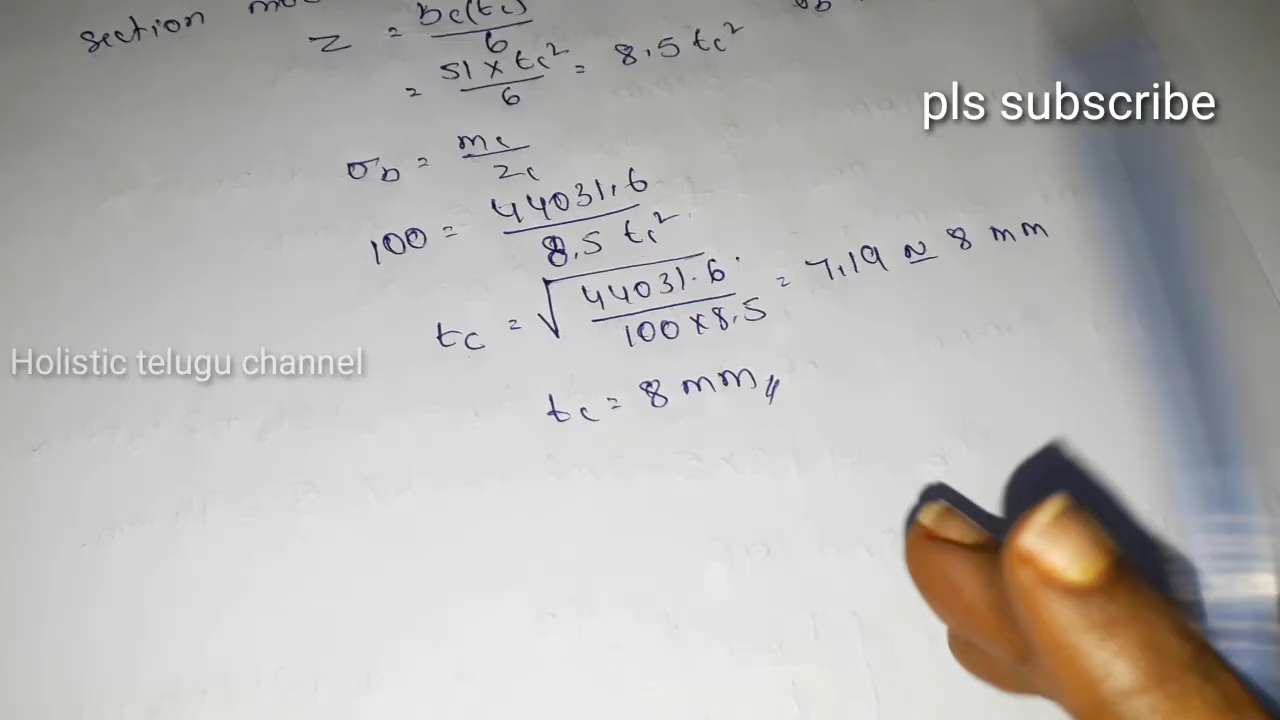 section
Z = bc(tc)/6
= 51 × tc²/6 = 8.5 tc²
pls subscribe
σb = mc/zc
100 = 44031.6/8.5 tc²
tc = √44031.6/100×8.5 = 7.19 ≃ 8 mm
Holistic telugu channel
tc = 8 mm